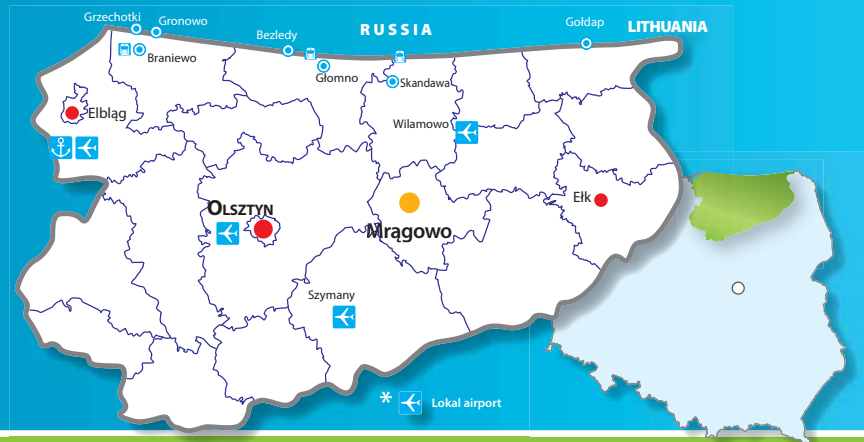 Grzechotki
Gronowo
Bezledy
RUSSIA
Gołdap
LITHUANIA
Braniewo
Głomno
Skandawa
Elbląg
Wilamowo
OLSZTYN
Mrągowo
Ełk
Szymany
* Lokal airport